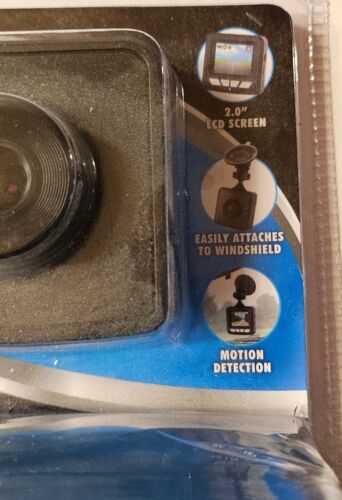 2.0"
LCD SCREEN
EASILY ATTACHES
TO WINDSHIELD
MOTION
DETECTION